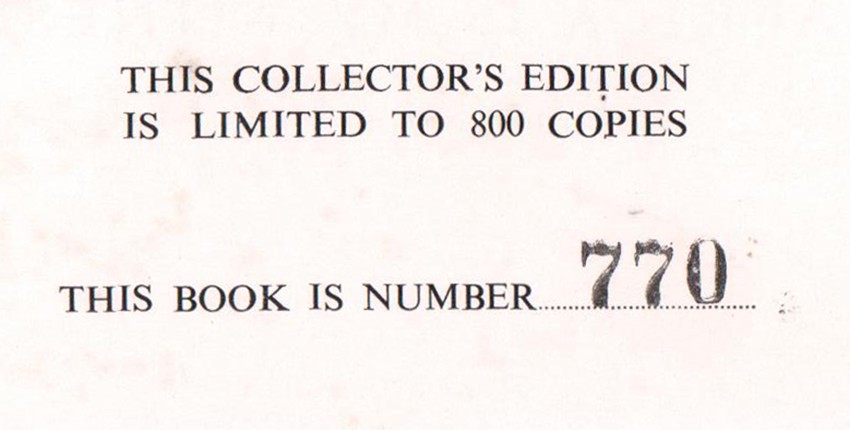 THIS COLLECTOR'S EDITION
IS LIMITED TO 800 COPIES
THIS BOOK IS NUMBER 770